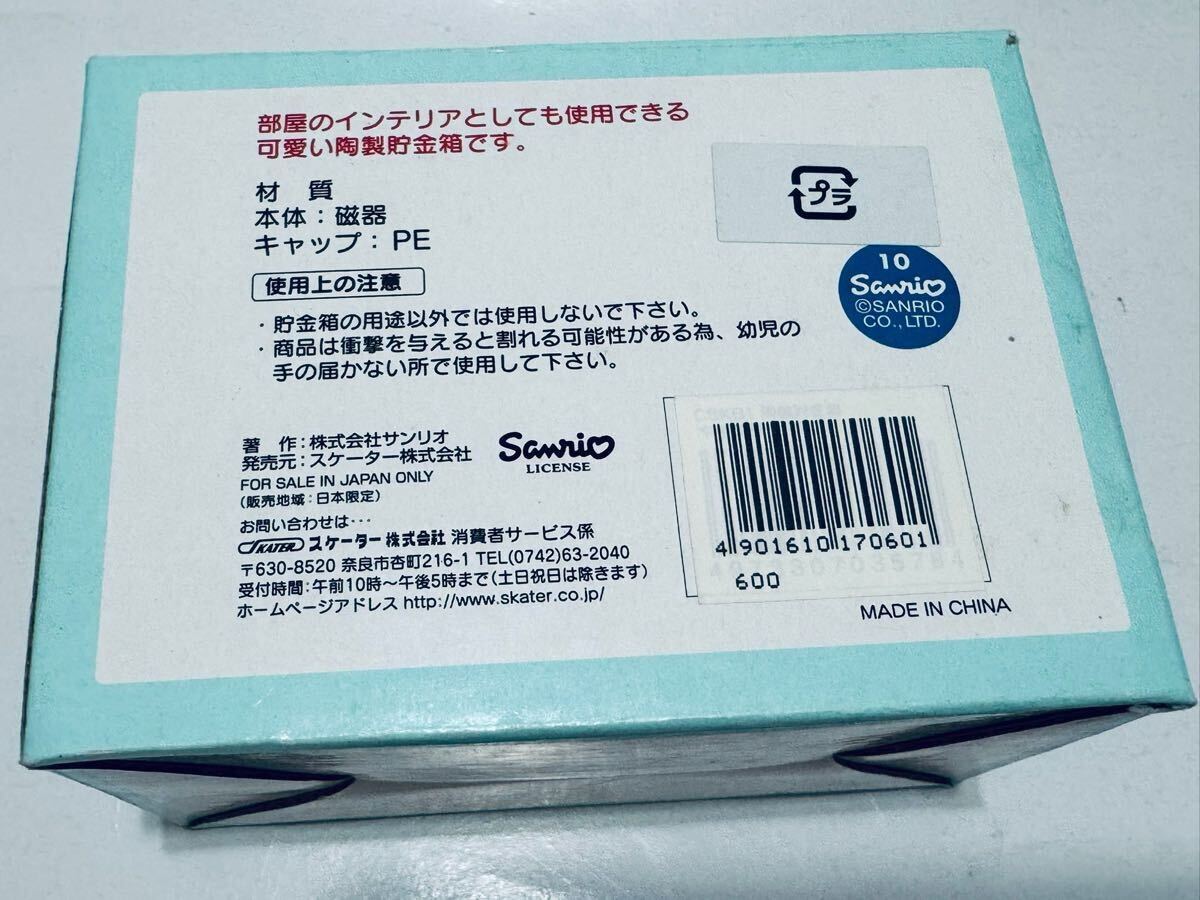 部屋のインテリアとしても使用できる
可愛い陶製貯金箱です。
プラ
材 質
本体：磁器
キャップ：PE
使用上の注意
10
Sanrio
©SANRIO
CO.,LTD.
・貯金箱の用途以外では使用しないで下さい。
・商品は衝撃を与えると割れる可能性がある為、幼児の
手の届かない所で使用して下さい。
著 作：株式会社サンリオ
発売元：スケーター株式会社
Sanrio
LICENSE
FOR SALE IN JAPAN ONLY
（販売地域：日本限定）
お問い合わせは…
SKATER スケーター株式会社 消費者サービス係
〒630-8520 奈良市杏町216-1 TEL(0742)63-2040
受付時間：午前10時～午後5時まで（土日祝日は除きます）
ホームページアドレス http://www.skater.co.jp/
4 901610 170601
600
MADE IN CHINA